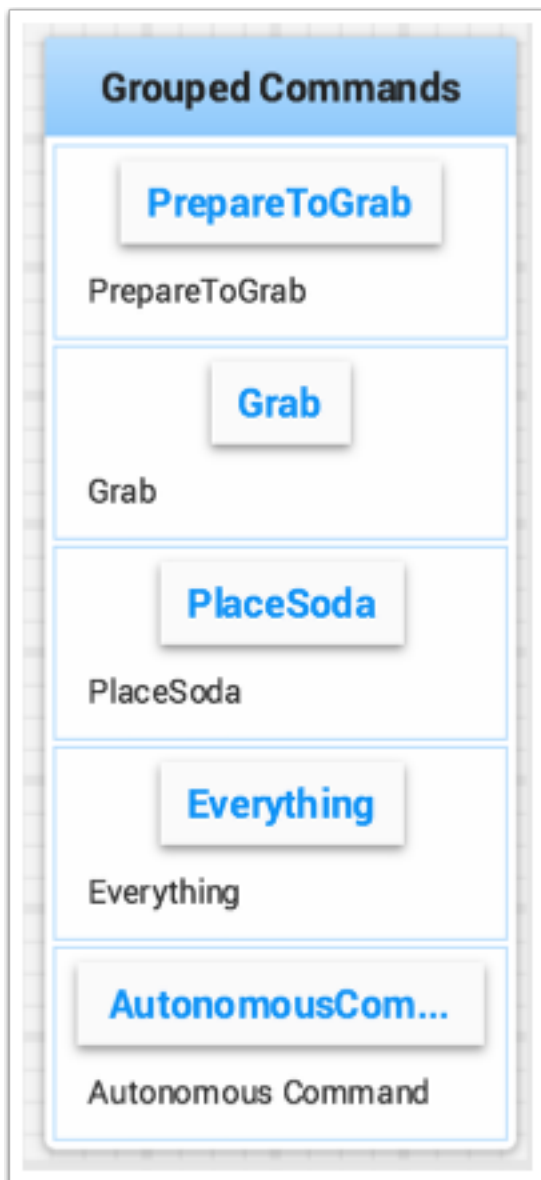 Grouped Commands
PrepareToGrab
PrepareToGrab
Grab
Grab
PlaceSoda
PlaceSoda
Everything
Everything
AutonomousCom...
Autonomous Command